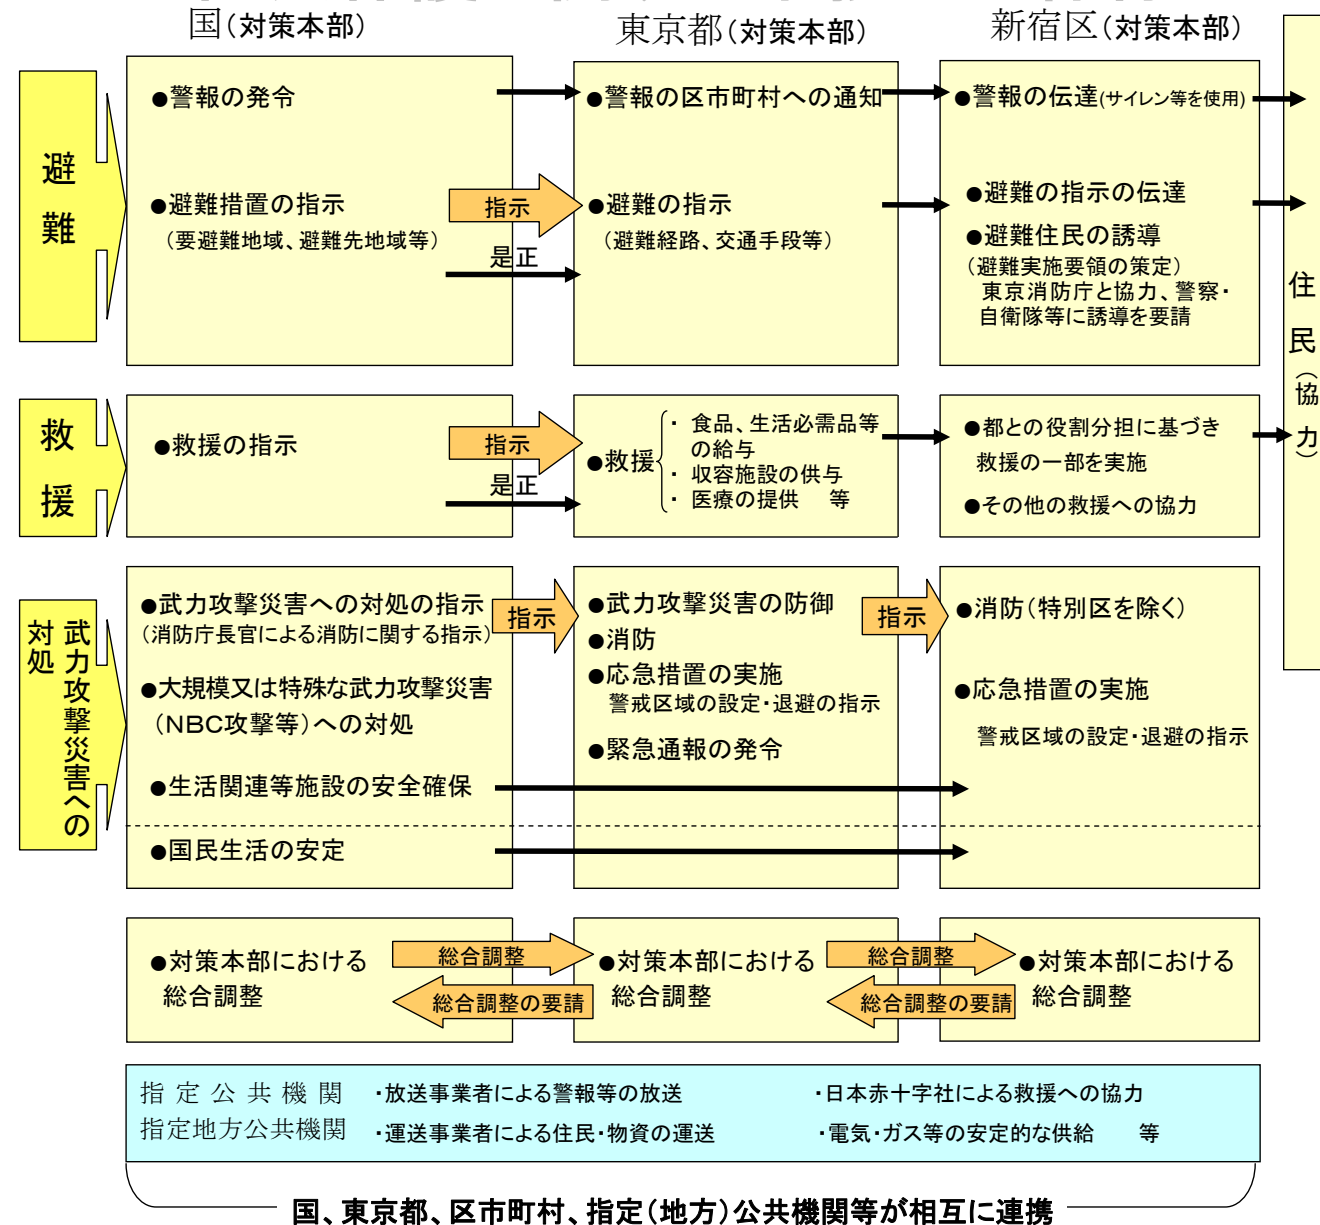 国(対策本部)
東京都(対策本部)
新宿区(対策本部)
避難
●警報の発令
●警報の区市町村への通知
●警報の伝達(サイレン等を使用)
●避難措置の指示
(要避難地域、避難先地域等)
指示
是正
●避難の指示
(避難経路、交通手段等)
●避難の指示の伝達
●避難住民の誘導
(避難実施要領の策定)
東京消防庁と協力、警察・
自衛隊等に誘導を要請
住民(協力)
救援
●救援の指示
指示
是正
●救援
・ 食品、生活必需品等
の給与
・ 収容施設の供与
・ 医療の提供 等
●都との役割分担に基づき
救援の一部を実施
●その他の救援への協力
武力攻撃災害への
対処
●武力攻撃災害への対処の指示
(消防庁長官による消防に関する指示)
指示
●大規模又は特殊な武力攻撃災害
(NBC攻撃等)への対処
●生活関連等施設の安全確保
●国民生活の安定
●武力攻撃災害の防御
●消防
●応急措置の実施
警戒区域の設定・退避の指示
●緊急通報の発令
指示
●消防(特別区を除く)
●応急措置の実施
警戒区域の設定・退避の指示
●対策本部における
総合調整
総合調整
総合調整の要請
●対策本部における
総合調整
総合調整
総合調整の要請
●対策本部における
総合調整
指定公共機関
指定地方公共機関
・放送事業者による警報等の放送
・日本赤十字社による救援への協力
・運送事業者による住民・物資の運送
・電気・ガス等の安定的な供給 等
国、東京都、区市町村、指定(地方)公共機関等が相互に連携